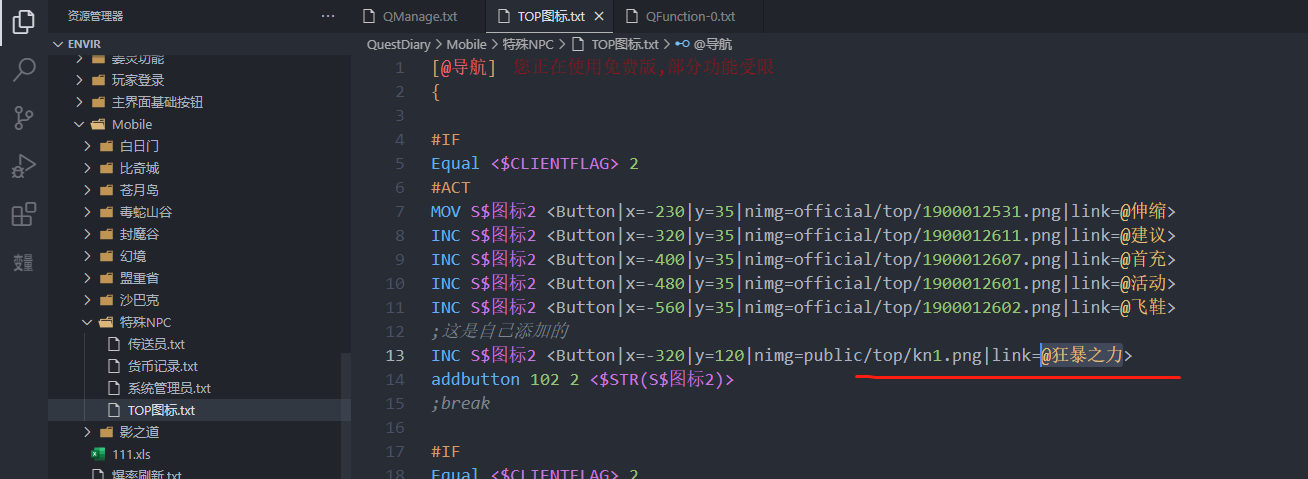 资源管理器
···
QManage.txt
TOP图标.txt
QFunction-0.txt
ENVIR
QuestDiary > Mobile > 特殊NPC > TOP图标.txt > @导航
玩家登录
主界面基础按钮
Mobile
白日门
比奇城
苍月岛
毒蛇山谷
封魔谷
幻境
盟重省
沙巴克
特殊NPC
传送员.txt
货币记录.txt
系统管理员.txt
TOP图标.txt
影之道
111.xls
爆率刷新.txt
变量
1 [@导航] 您正在使用免费版,部分功能受限
2 {
3
4 #IF
5 Equal <$CLIENTFLAG> 2
6 #ACT
7 MOV S$图标2 <Button|x=-230|y=35|nimg=official/top/1900012531.png|link=@伸缩>
8 INC S$图标2 <Button|x=-320|y=35|nimg=official/top/1900012611.png|link=@建议>
9 INC S$图标2 <Button|x=-400|y=35|nimg=official/top/1900012607.png|link=@首充>
10 INC S$图标2 <Button|x=-480|y=35|nimg=official/top/1900012601.png|link=@活动>
11 INC S$图标2 <Button|x=-560|y=35|nimg=official/top/1900012602.png|link=@飞鞋>
12 ;这是自己添加的
13 INC S$图标2 <Button|x=-320|y=120|nimg=public/top/kn1.png|link=@狂暴之力>
14 addbutton 102 2 <$STR(S$图标2)>
15 ;break
16
17 #IF
18 Equal <$CLIENTFLAG> 2